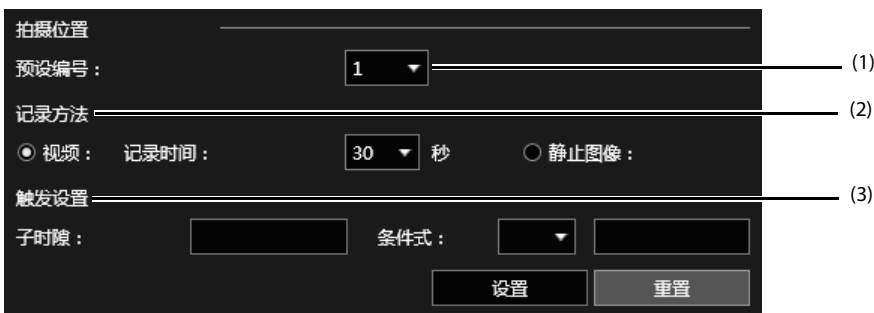 拍摄位置
预设编号： 1 (1)
记录方法 (2)
视频： 记录时间： 30 秒 静止图像：
触发设置 (3)
子时隙： 条件式：
设置 重置